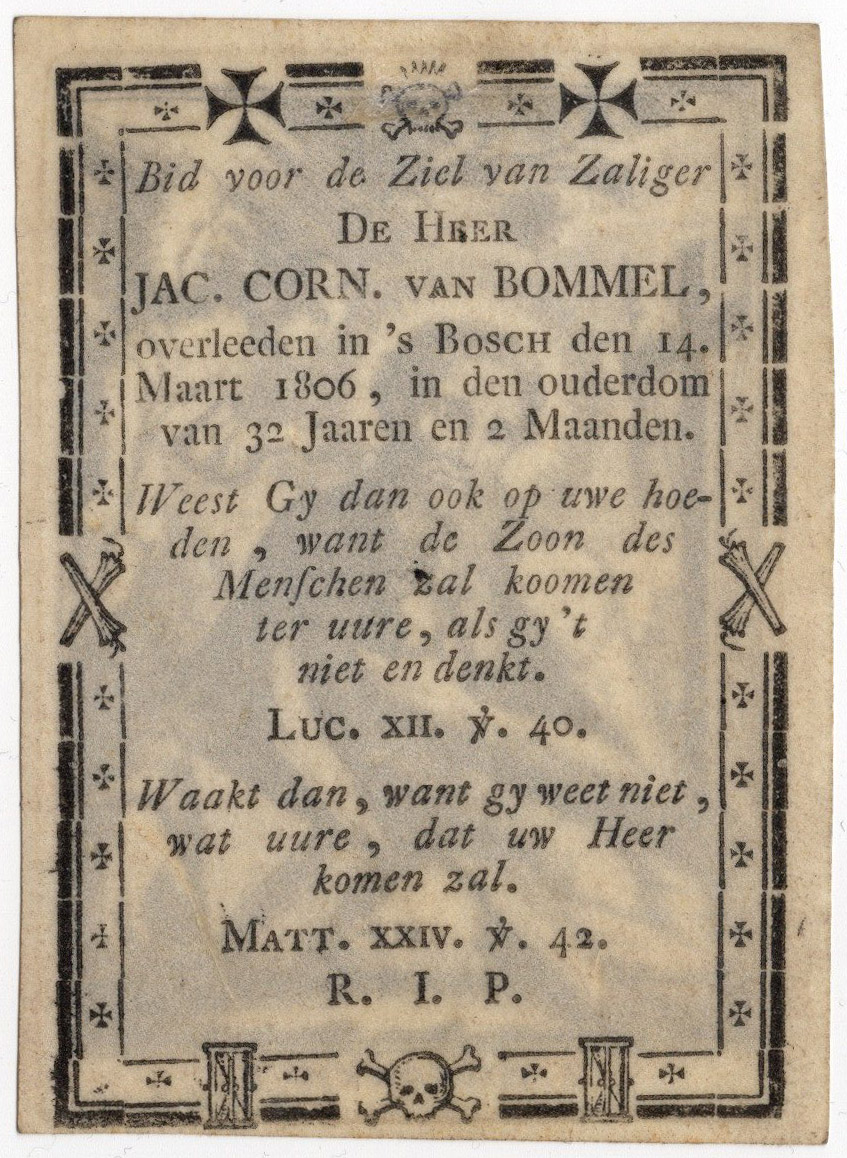 Bid voor de Ziel van Zaliger
DE HEER
JAC. CORN. VAN BOMMEL,
overleeden in 's BOSCH den 14.
Maart 1806, in den ouderdom
van 32 Jaaren en 2 Maanden.
Weest Gy dan ook op uwe hoe-
den, want de Zoon des
Menſchen zal koomen
ter uure, als gy 't
niet en denkt.
LUC. XII. ℣. 40.
Waakt dan, want gy weet niet,
wat uure, dat uw Heer
komen zal.
MATT. XXIV. ℣. 42.
R. I. P.